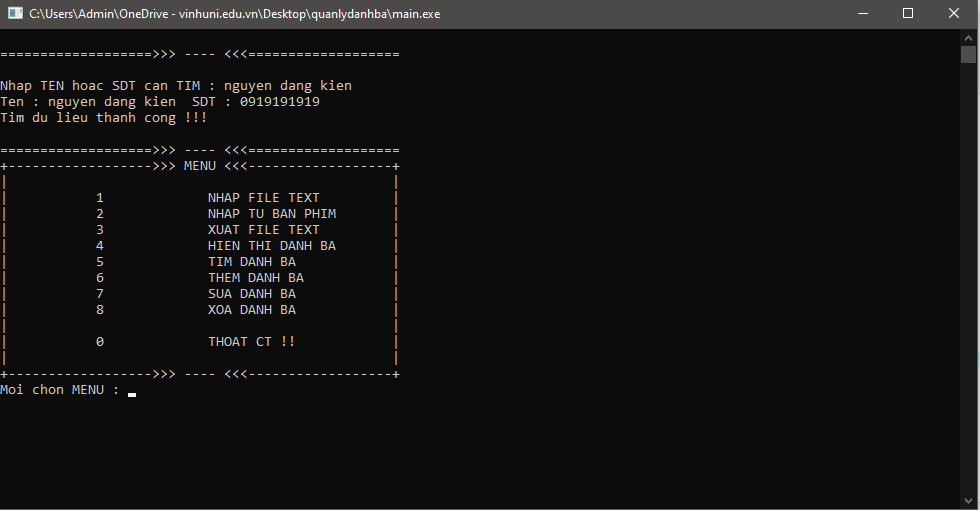 C:\Users\Admin\OneDrive - vinhuni.edu.vn\Desktop\quanlydanhba\main.exe
===================>>> ---- <<<===================
Nhap TEN hoac SDT can TIM : nguyen dang kien
Ten : nguyen dang kien  SDT : 0919191919
Tim du lieu thanh cong !!!
===================>>> ---- <<<===================
+------------------>>> MENU <<<------------------+
|                                                |
|           1             NHAP FILE TEXT         |
|           2             NHAP TU BAN PHIM       |
|           3             XUAT FILE TEXT         |
|           4             HIEN THI DANH BA       |
|           5             TIM DANH BA            |
|           6             THEM DANH BA           |
|           7             SUA DANH BA            |
|           8             XOA DANH BA            |
|                                                |
|           0             THOAT CT !!            |
|                                                |
+------------------>>> ---- <<<------------------+
Moi chon MENU :